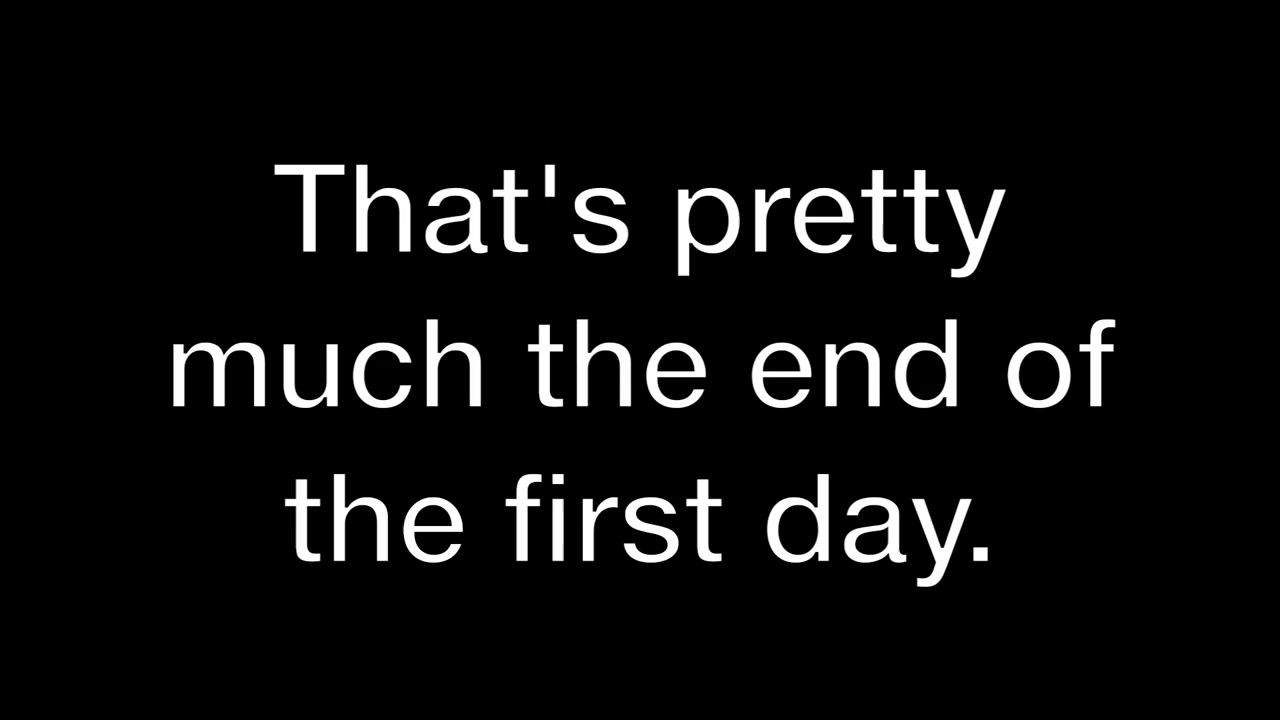 That's pretty
much the end of
the first day.